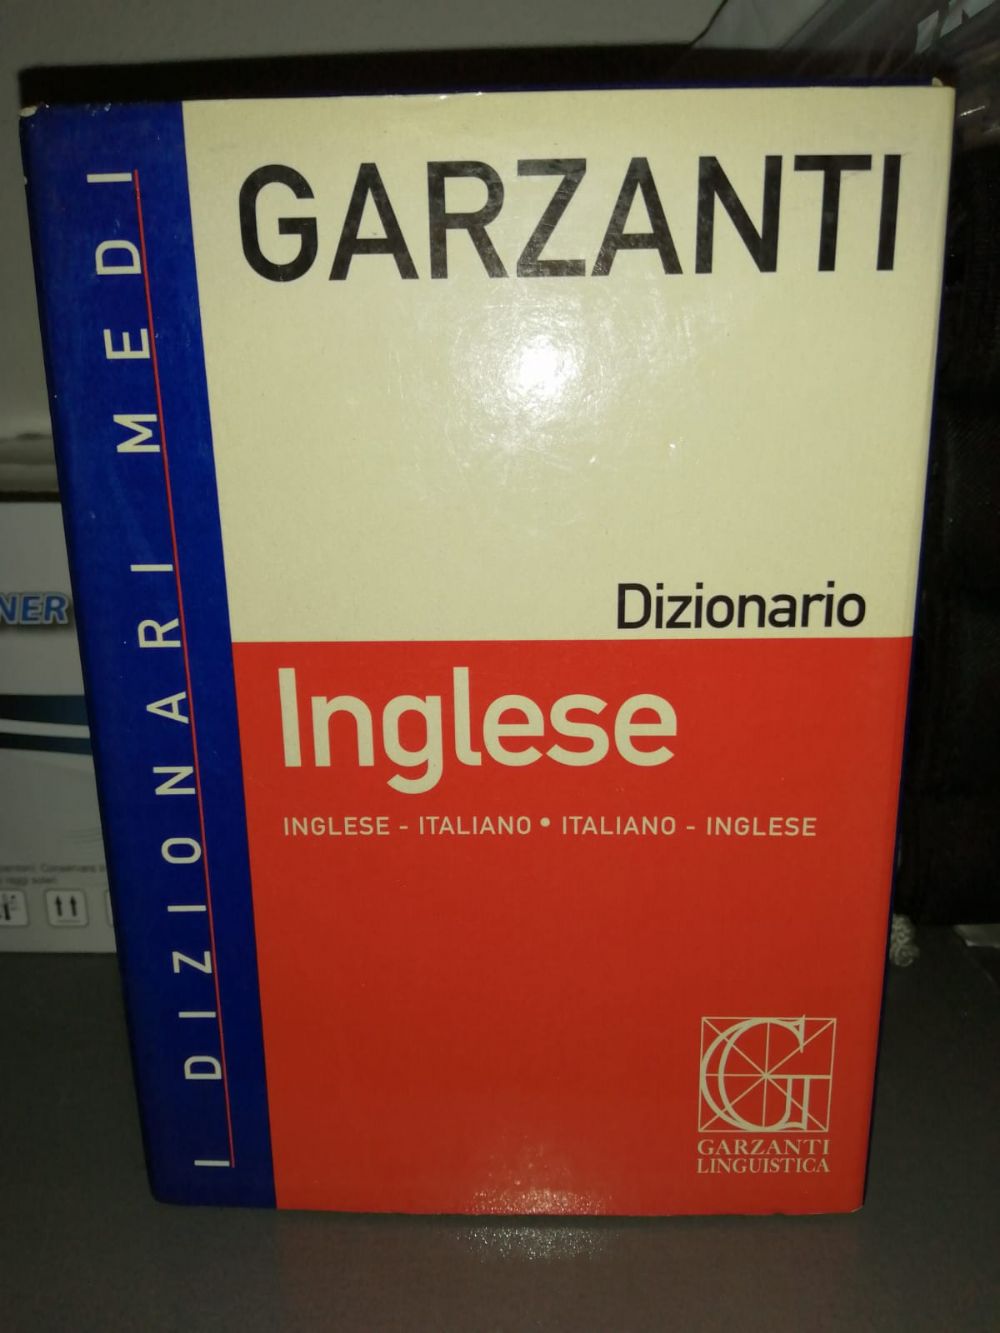 I DIZIONARI MEDI
GARZANTI
Dizionario
Inglese
INGLESE - ITALIANO • ITALIANO - INGLESE
G
GARZANTI
LINGUISTICA
NER